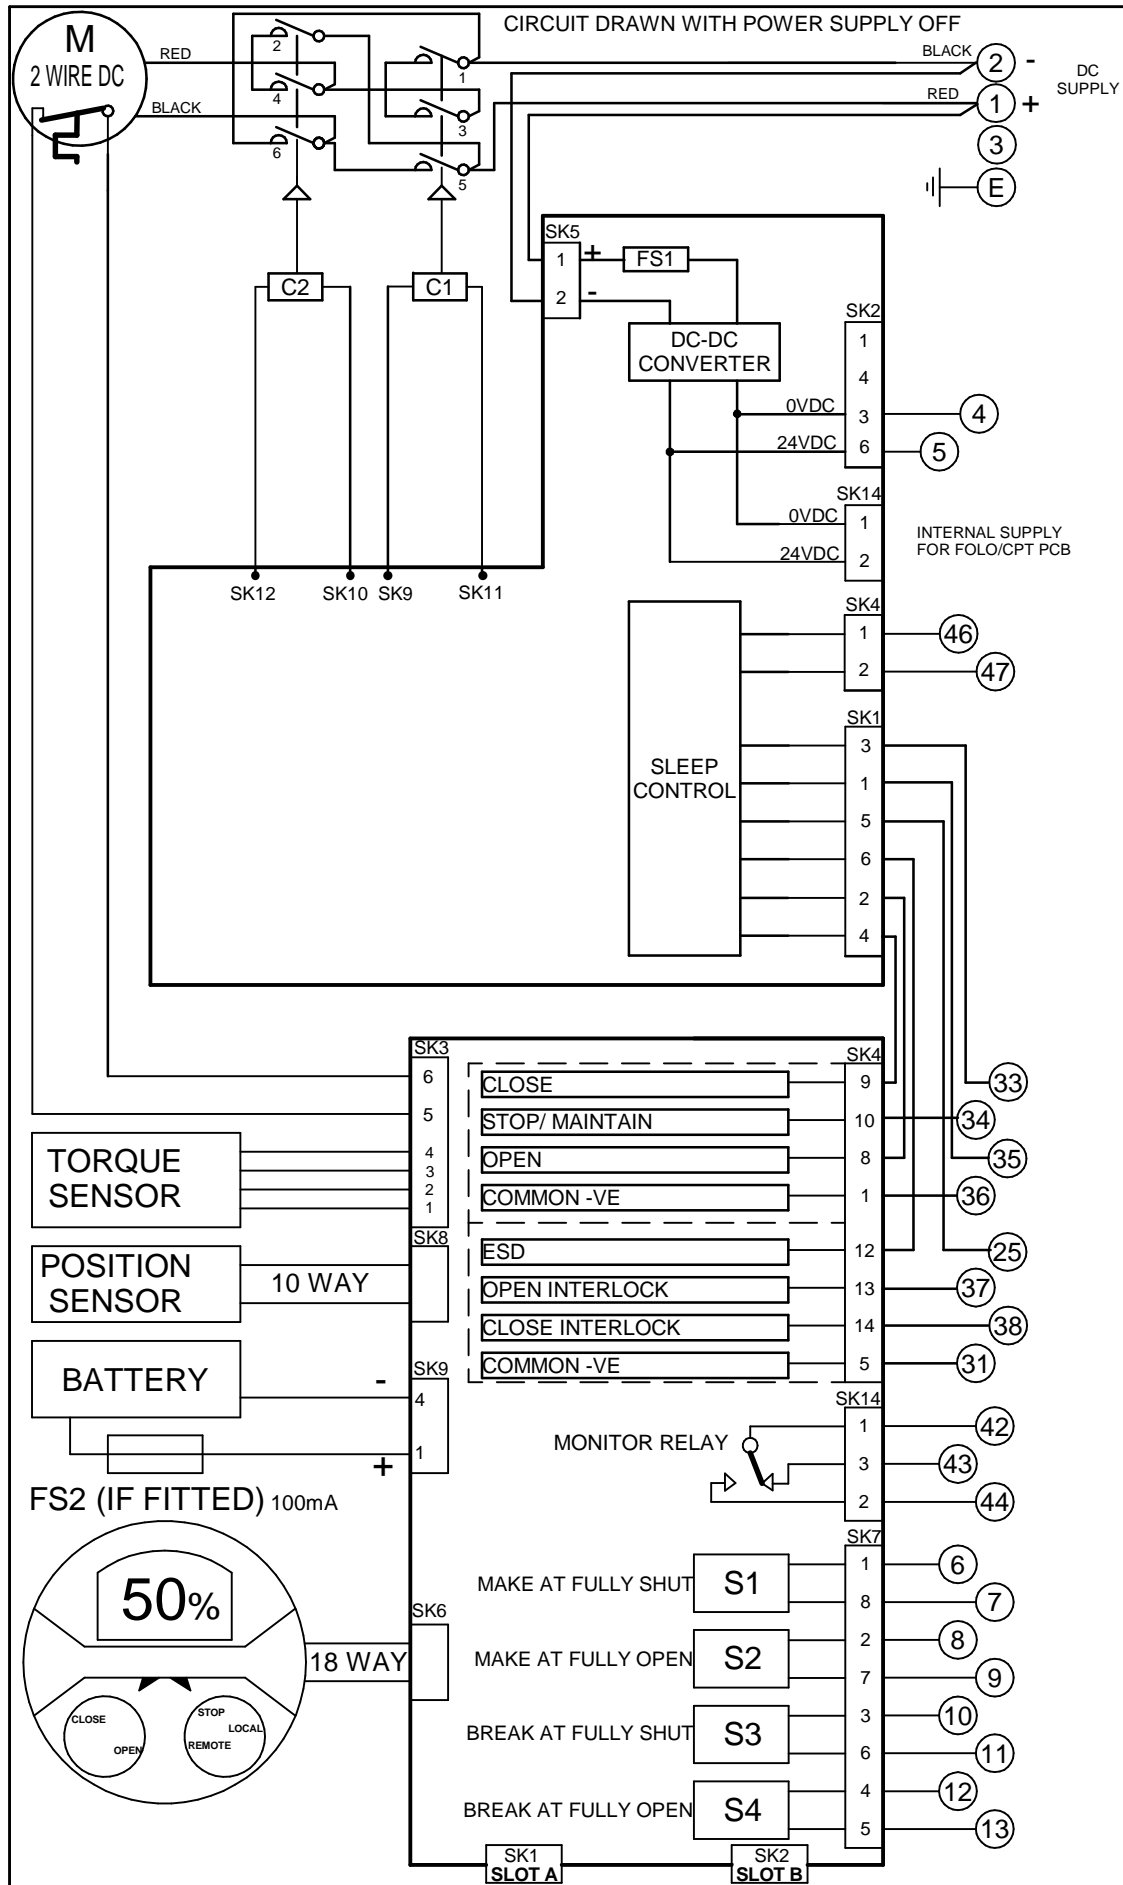 CIRCUIT DRAWN WITH POWER SUPPLY OFF
M
2 WIRE DC
RED
BLACK
2
4
6
1
3
5
BLACK
2 -
RED
1 +
DC
SUPPLY
3
E
SK5
1 +
2 -
FS1
C2
C1
DC-DC
CONVERTER
SK2
1
4
0VDC 3 4
24VDC 6 5
SK14
0VDC 1
24VDC 2
INTERNAL SUPPLY
FOR FOLO/CPT PCB
SK12 SK10 SK9 SK11
SK4
1 46
2 47
SK1
SLEEP
CONTROL
3
1
5
6
2
4
SK3
6
5
4
3
2
1
TORQUE
SENSOR
SK8
POSITION
SENSOR
10 WAY
BATTERY
SK9
- 4
+ 1
FS2 (IF FITTED) 100mA
50%
CLOSE
OPEN
STOP
LOCAL
REMOTE
18 WAY
SK6
SK4
CLOSE 9 33
STOP/ MAINTAIN 10 34
OPEN 8 35
COMMON -VE 1 36
ESD 12 25
OPEN INTERLOCK 13 37
CLOSE INTERLOCK 14 38
COMMON -VE 5 31
SK14
MONITOR RELAY
1 42
3 43
2 44
SK7
MAKE AT FULLY SHUT S1
1 6
8 7
MAKE AT FULLY OPEN S2
2 8
7 9
BREAK AT FULLY SHUT S3
3 10
6 11
BREAK AT FULLY OPEN S4
4 12
5 13
SK1
SLOT A
SK2
SLOT B